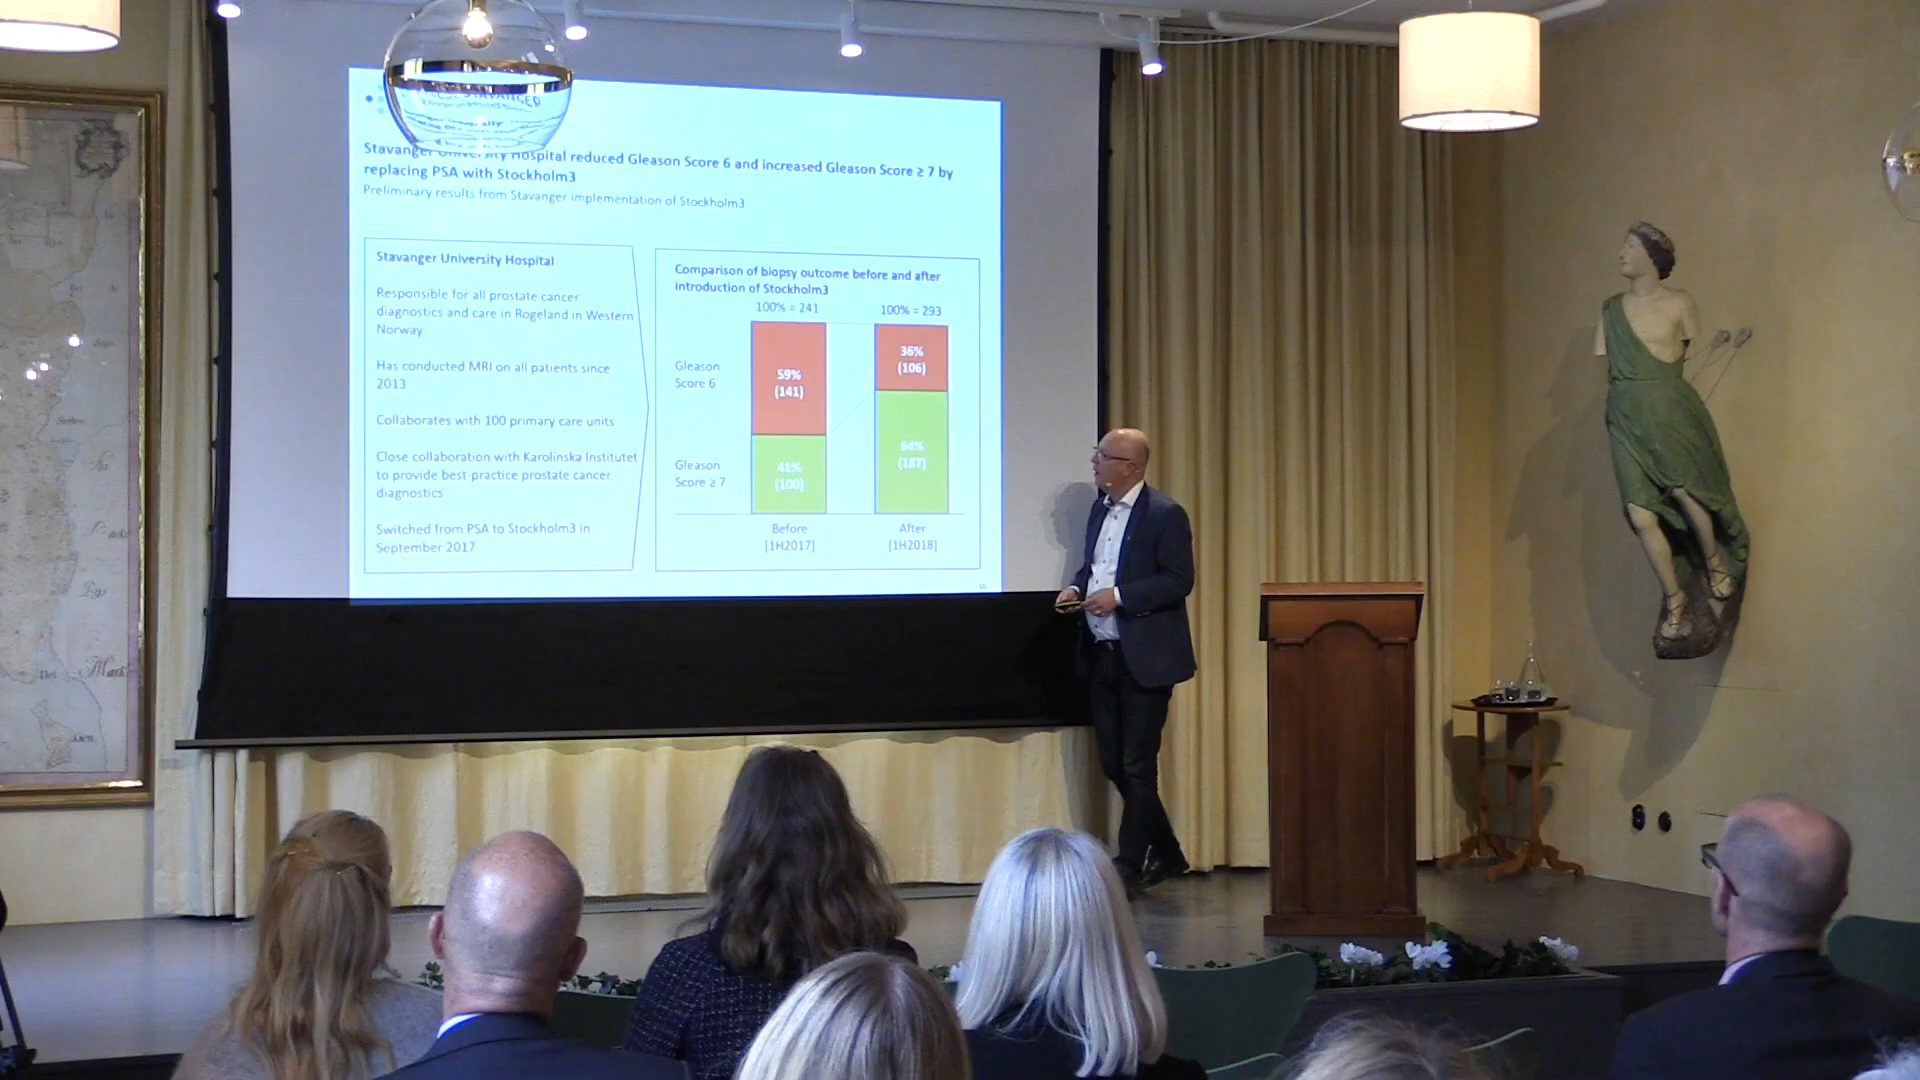 STAVANGER
Stavanger University Hospital reduced Gleason Score 6 and increased Gleason Score ≥ 7 by
replacing PSA with Stockholm3
Preliminary results from Stavanger implementation of Stockholm3
Stavanger University Hospital
Responsible for all prostate cancer
diagnostics and care in Rogeland in Western
Norway
Has conducted MRI on all patients since
2013
Collaborates with 100 primary care units
Close collaboration with Karolinska Institutet
to provide best-practice prostate cancer
diagnostics
Switched from PSA to Stockholm3 in
September 2017
Comparison of biopsy outcome before and after
introduction of Stockholm3
100% = 241
100% = 293
Gleason
Score 6
59%
(141)
36%
(106)
Gleason
Score ≥ 7
41%
(100)
64%
(187)
Before
(1H2017)
After
(1H2018)